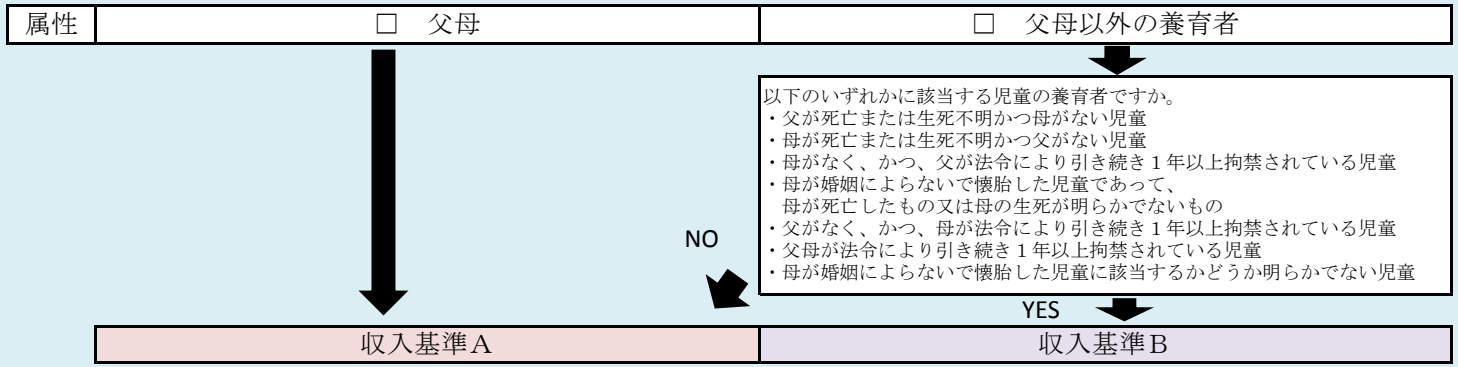 属性
□ 父母
□ 父母以外の養育者
以下のいずれかに該当する児童の養育者ですか。
・父が死亡または生死不明かつ母がない児童
・母が死亡または生死不明かつ父がない児童
・母がなく、かつ、父が法令により引き続き１年以上拘禁されている児童
・母が婚姻によらないで懐胎した児童であって、
母が死亡したもの又は母の生死が明らかでないもの
・父がなく、かつ、母が法令により引き続き１年以上拘禁されている児童
・父母が法令により引き続き１年以上拘禁されている児童
・母が婚姻によらないで懐胎した児童に該当するかどうか明らかでない児童
NO
YES
収入基準Ａ
収入基準Ｂ